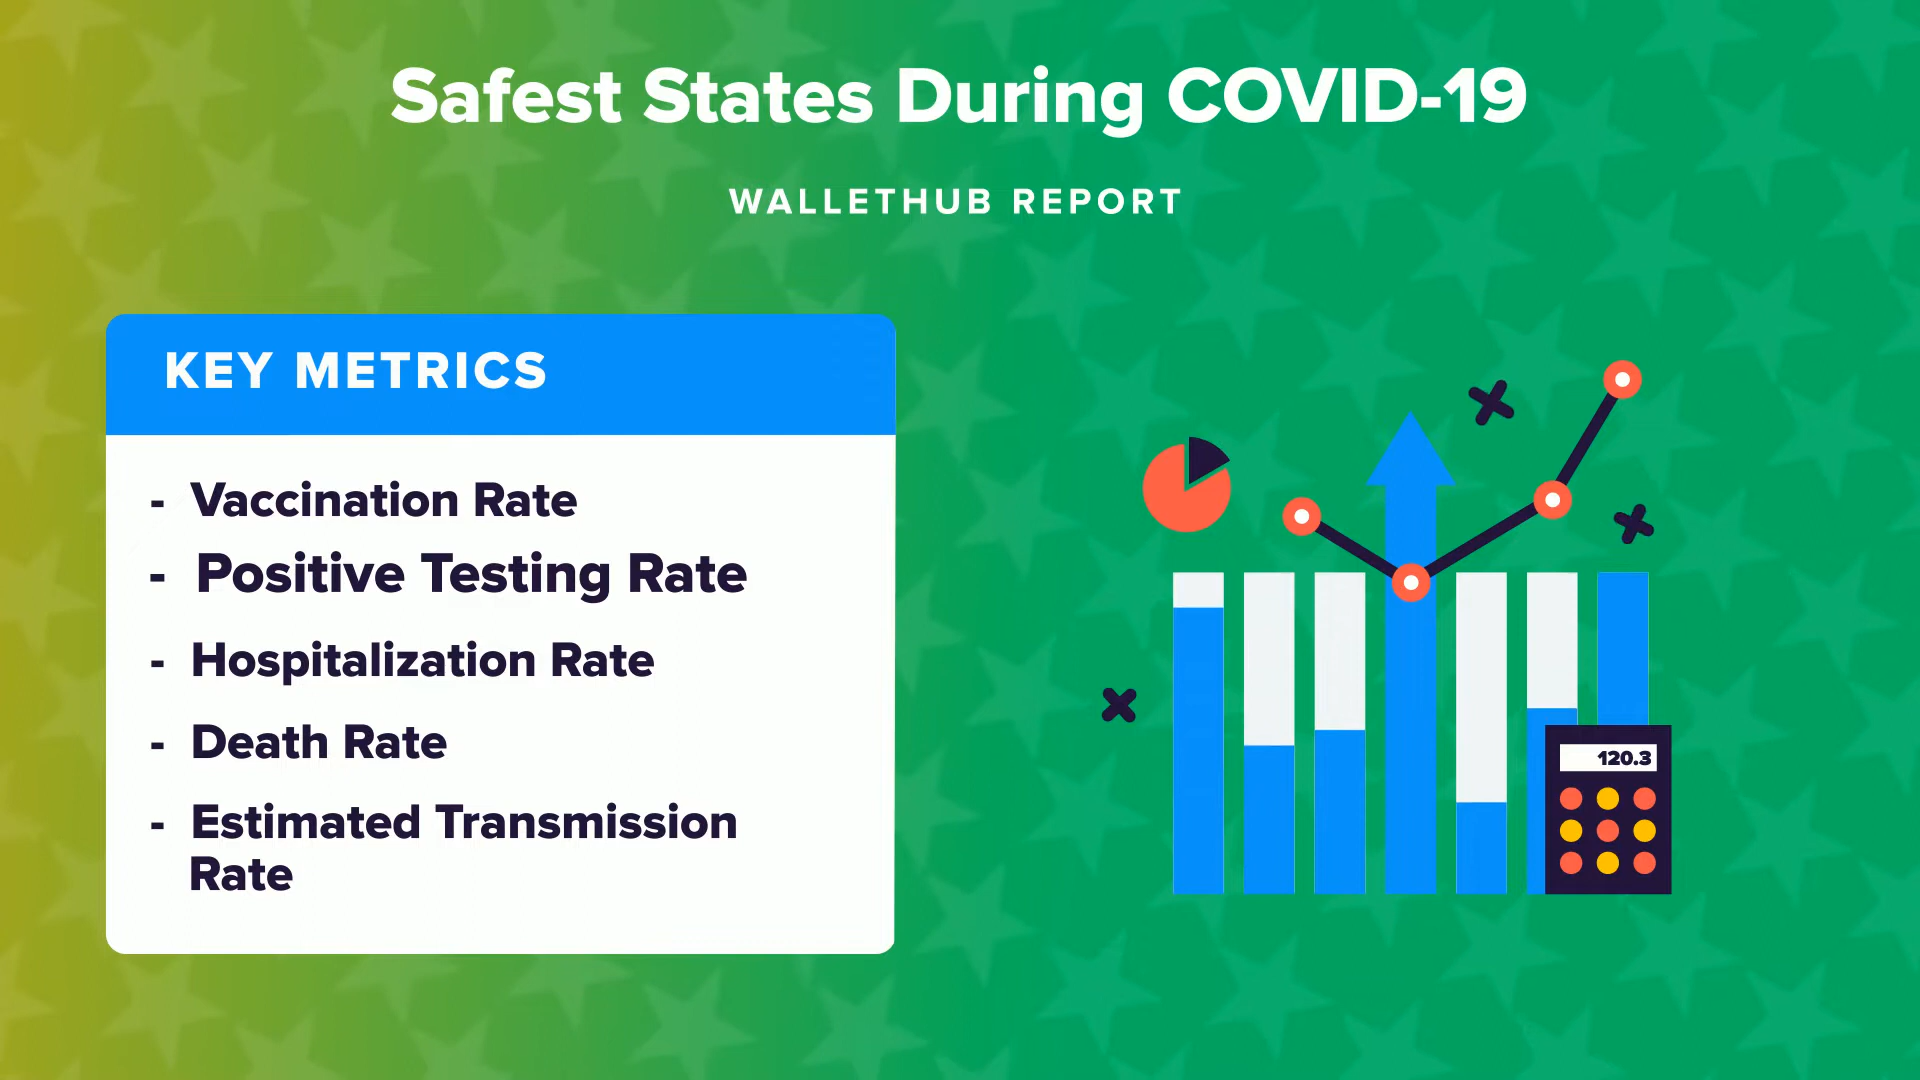 Safest States During COVID-19
WALLETHUB REPORT
KEY METRICS
- Vaccination Rate
- Positive Testing Rate
- Hospitalization Rate
- Death Rate
- Estimated Transmission
Rate
120.3